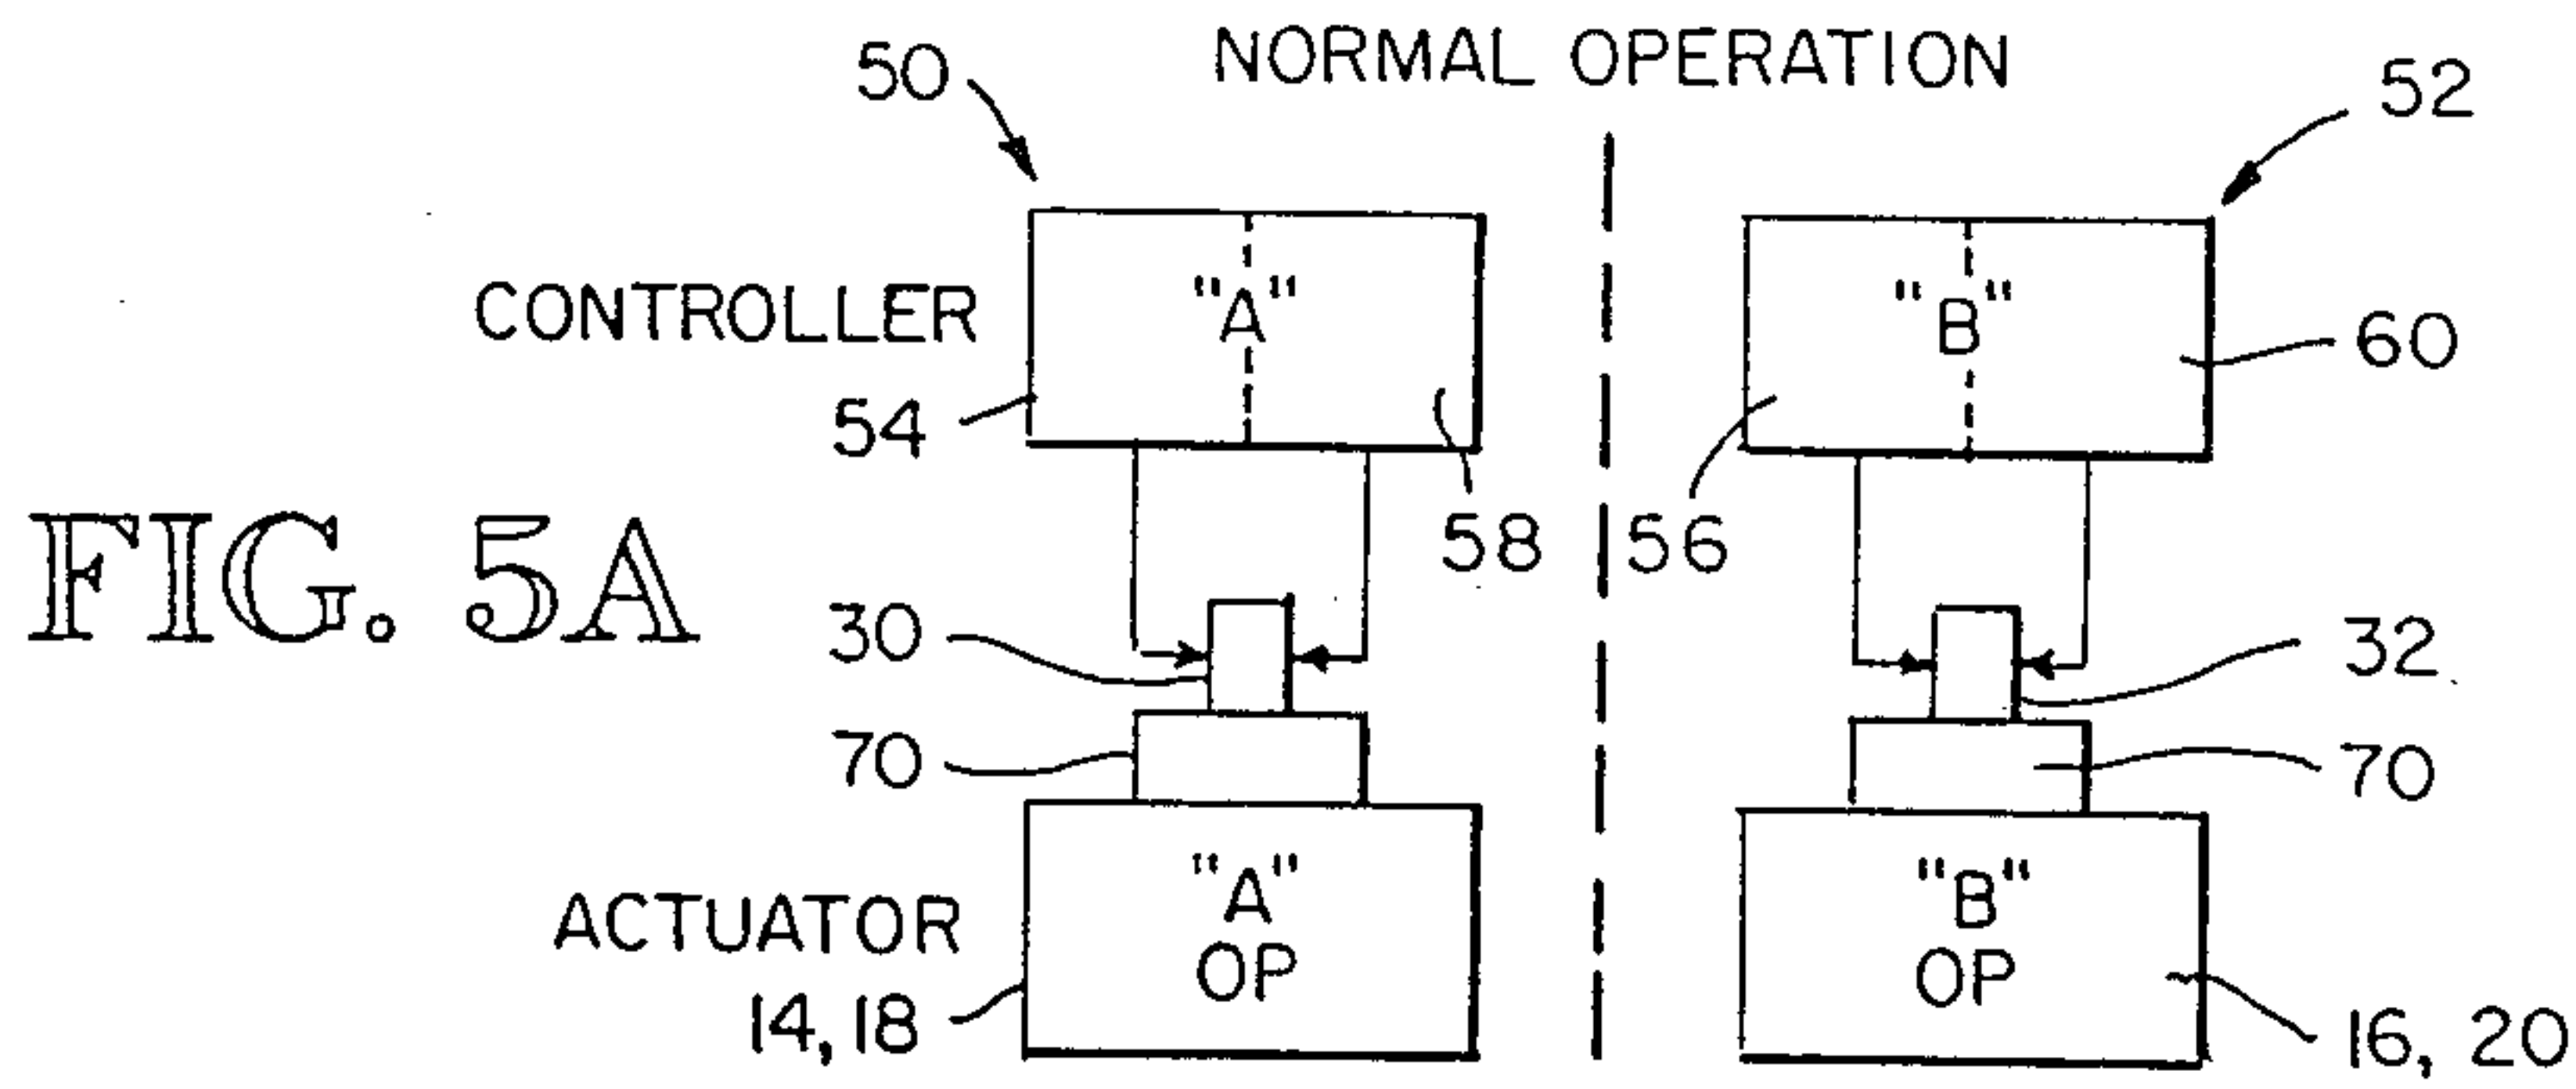 NORMAL OPERATION
50
52
CONTROLLER
"A"
"B"
54
58
56
60
FIG. 5A
30
32
70
70
ACTUATOR
14, 18
"A"
OP
"B"
OP
16, 20